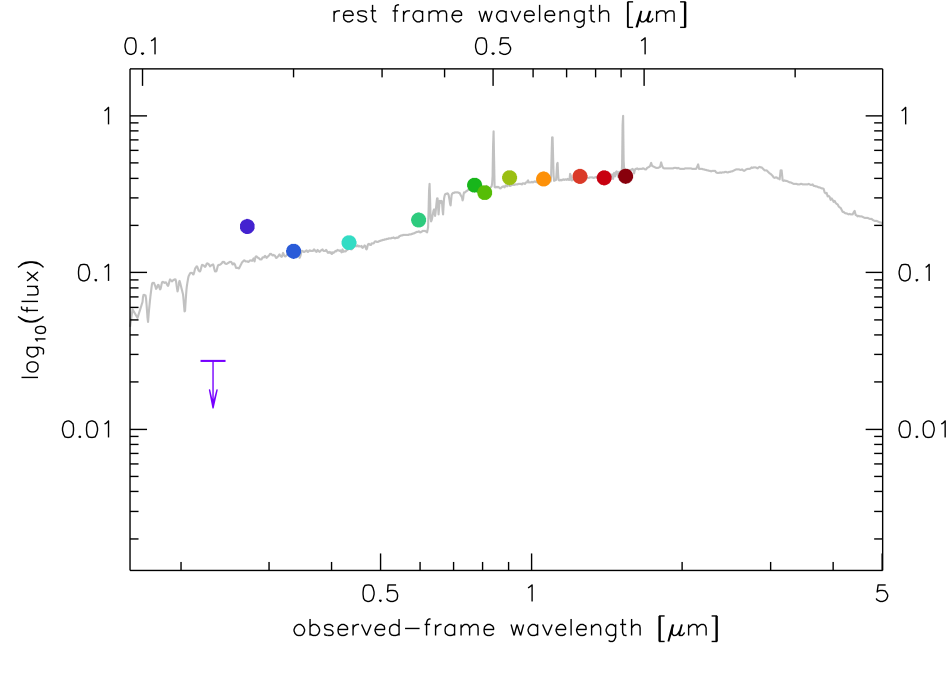 rest frame wavelength [μm]
0.1 0.5 1
1 1
0.1 0.1
log10(flux)
0.01 0.01
0.5 1 5
observed-frame wavelength [μm]